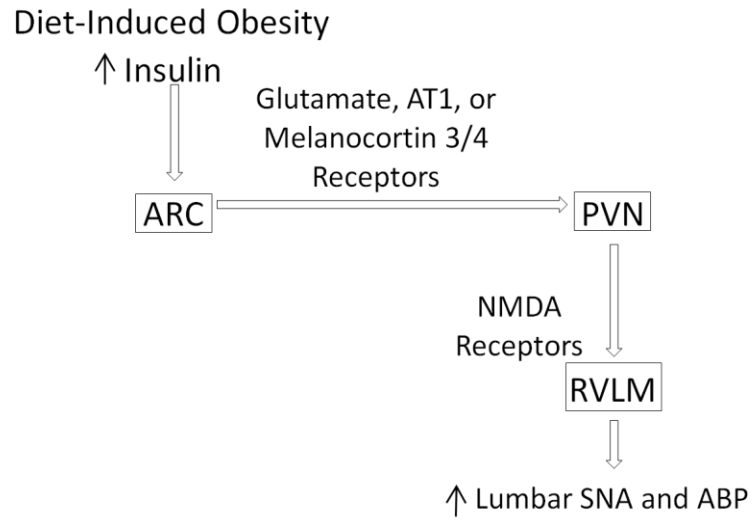 Diet-Induced Obesity
↑ Insulin
Glutamate, AT1, or
Melanocortin 3/4
Receptors
ARC
PVN
NMDA
Receptors
RVLM
↑ Lumbar SNA and ABP